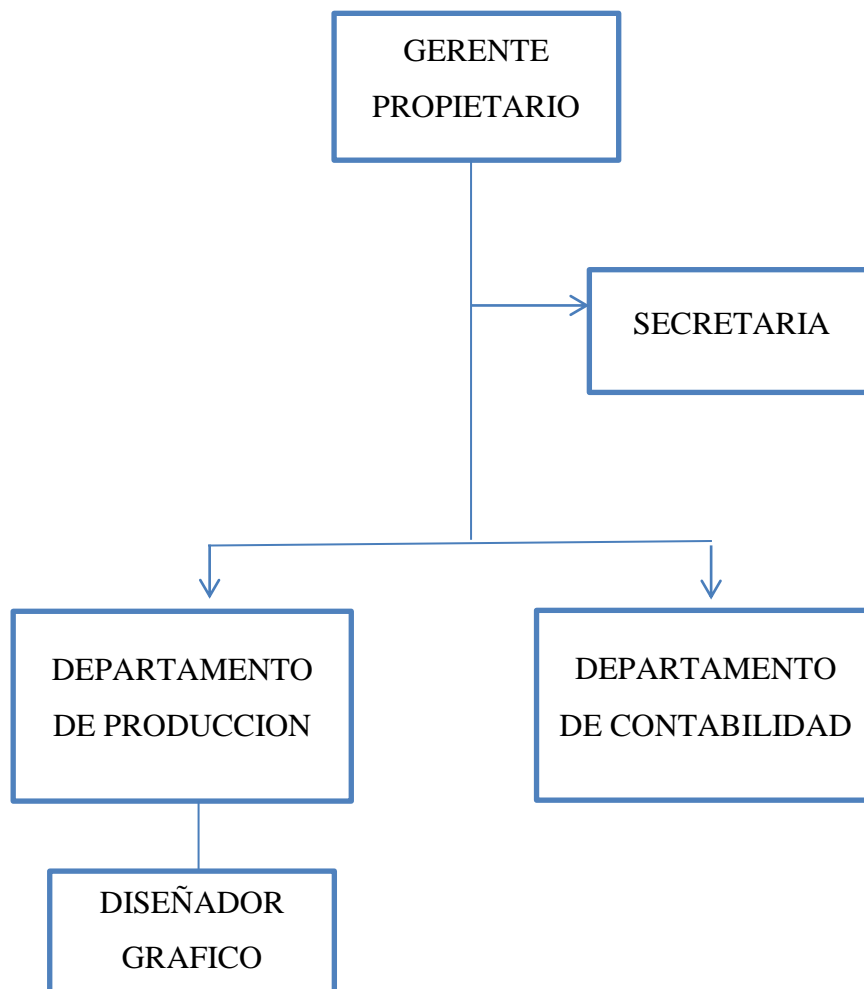 GERENTE
PROPIETARIO
SECRETARIA
DEPARTAMENTO
DE PRODUCCION
DEPARTAMENTO
DE CONTABILIDAD
DISEÑADOR
GRAFICO